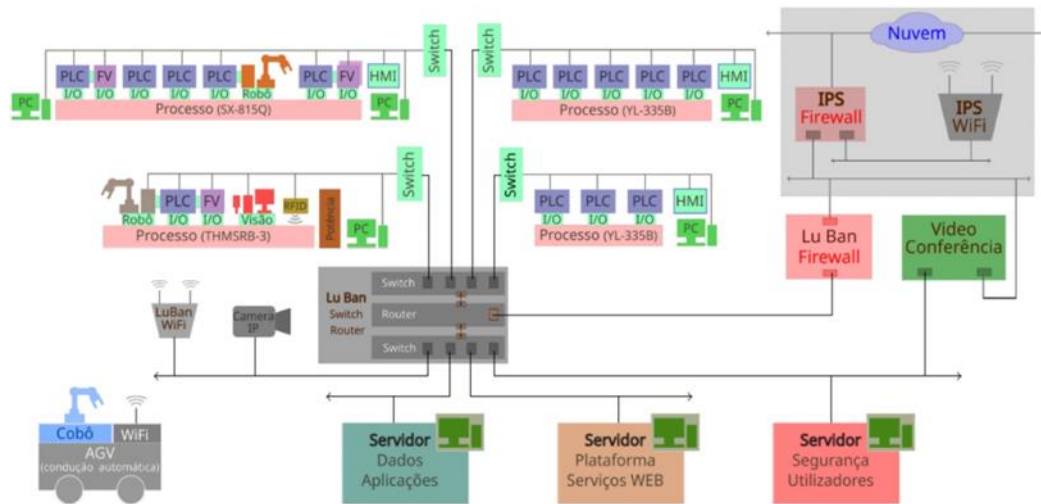 Switch
Switch
Nuvem
PLC FV PLC PLC PLC PLC FV HMI
I/O I/O I/O I/O I/O Robô I/O I/O
PC Processo (SX-815Q) PC
PLC PLC PLC PLC PLC HMI
I/O I/O I/O I/O I/O
Processo (YL-335B) PC
IPS
Firewall
IPS
WiFi
Switch
Switch
PLC FV RFID
Robô I/O I/O Visão
Processo (THMSRB-3)
Potência
PC
PLC PLC PLC HMI
I/O I/O I/O
Processo (YL-335B) PC
Lu Ban
Firewall
Video
Conferência
LuBan
WiFi
Camera
IP
Lu Ban
Switch
Router
Switch
Router
Switch
Cobô WiFi
AGV
(condução automática)
Servidor
Dados
Aplicações
Servidor
Plataforma
Serviços WEB
Servidor
Segurança
Utilizadores